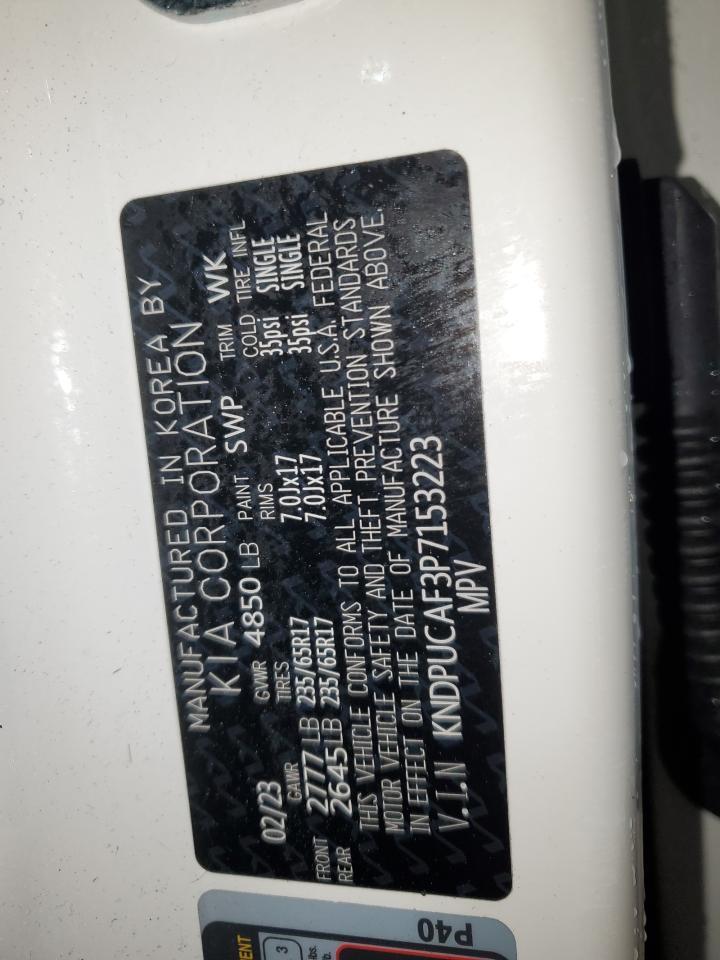 MANUFACTURED IN KOREA BY
KIA CORPORATION
02/23 GVWR 4850 LB PAINT SWP TRIM WK
GAWR TIRES RIMS COLD TIRE INFL
FRONT 2777 LB 235/65R17 7.0Jx17 35psi SINGLE
REAR 2645 LB 235/65R17 7.0Jx17 35psi SINGLE
THIS VEHICLE CONFORMS TO ALL APPLICABLE U.S.A. FEDERAL
MOTOR VEHICLE SAFETY AND THEFT PREVENTION STANDARDS
IN EFFECT ON THE DATE OF MANUFACTURE SHOWN ABOVE.
V.I.N KNDPUCAF3P7153223
MPV
P40
3
lbs.